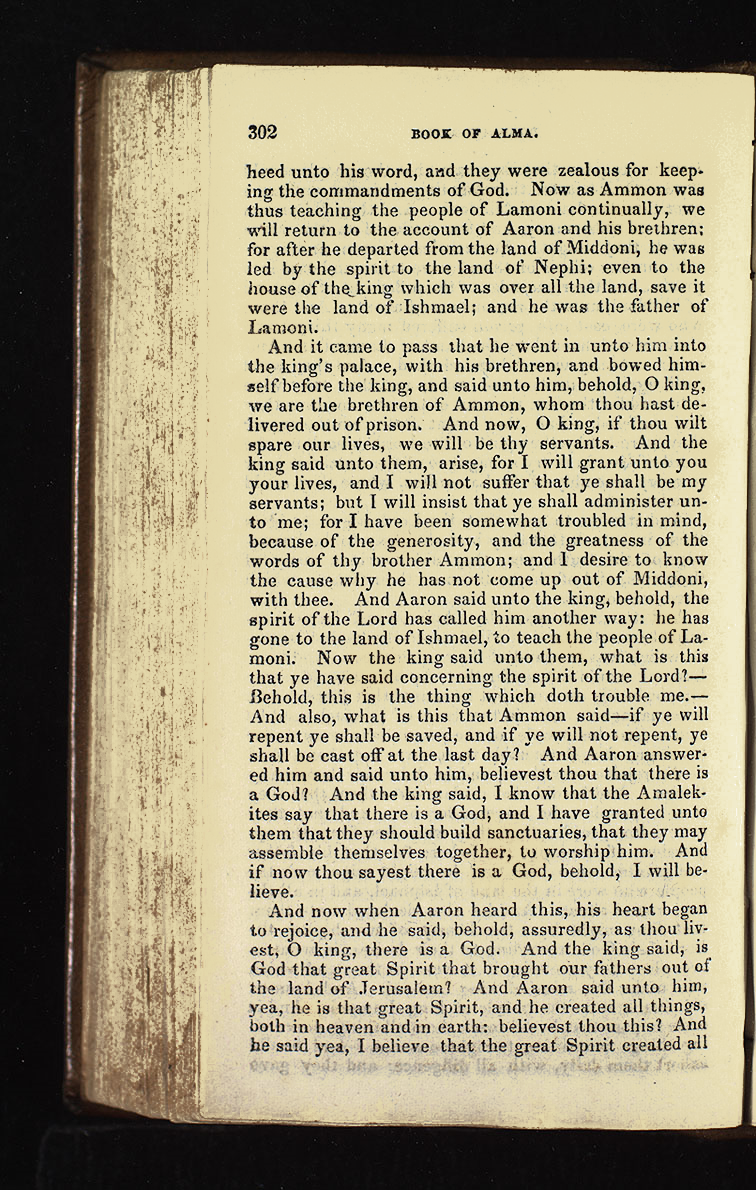 302
BOOK OF ALMA.
heed unto his word, and they were zealous for keep-
ing the commandments of God. Now as Ammon was
thus teaching the people of Lamoni continually, we
will return to the account of Aaron and his brethren;
for after he departed from the land of Middoni, he was
led by the spirit to the land of Nephi; even to the
house of the king which was over all the land, save it
were the land of Ishmael; and he was the father of
Lamoni.
And it came to pass that he went in unto him into
the king's palace, with his brethren, and bowed him-
self before the king, and said unto him, behold, O king,
we are the brethren of Ammon, whom thou hast de-
livered out of prison. And now, O king, if thou wilt
spare our lives, we will be thy servants. And the
king said unto them, arise, for I will grant unto you
your lives, and I will not suffer that ye shall be my
servants; but I will insist that ye shall administer un-
to me; for I have been somewhat troubled in mind,
because of the generosity, and the greatness of the
words of thy brother Ammon; and I desire to know
the cause why he has not come up out of Middoni,
with thee. And Aaron said unto the king, behold, the
spirit of the Lord has called him another way: he has
gone to the land of Ishmael, to teach the people of La-
moni. Now the king said unto them, what is this
that ye have said concerning the spirit of the Lord?—
Behold, this is the thing which doth trouble me.—
And also, what is this that Ammon said—if ye will
repent ye shall be saved, and if ye will not repent, ye
shall be cast off at the last day? And Aaron answer-
ed him and said unto him, believest thou that there is
a God? And the king said, I know that the Amalek-
ites say that there is a God, and I have granted unto
them that they should build sanctuaries, that they may
assemble themselves together, to worship him. And
if now thou sayest there is a God, behold, I will be-
lieve.
And now when Aaron heard this, his heart began
to rejoice, and he said, behold, assuredly, as thou liv-
est, O king, there is a God. And the king said, is
God that great Spirit that brought our fathers out of
the land of Jerusalem? And Aaron said unto him,
yea, he is that great Spirit, and he created all things,
both in heaven and in earth: believest thou this? And
he said yea, I believe that the great Spirit created all